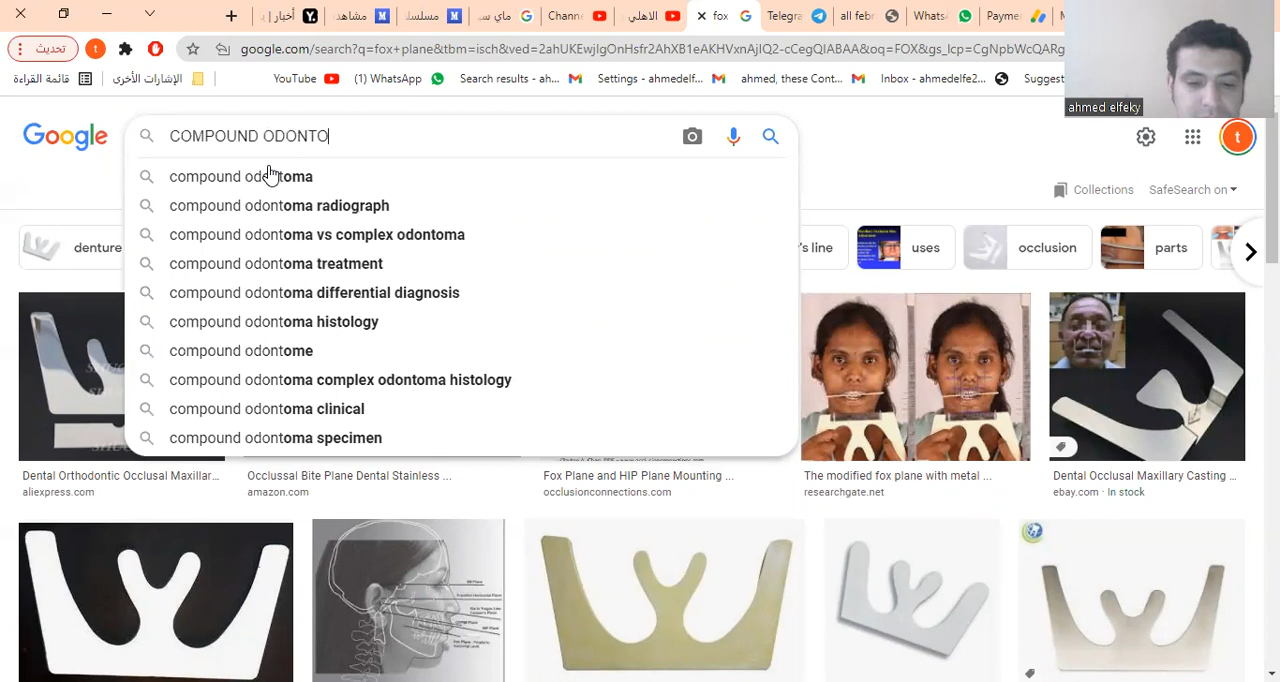 أخبار | يا
مشاهد
مسلسل
ماي سي
Chann
الاهلي
fox
Telegra
all febr
Whats
Payme
تحديث
t
google.com/search?q=fox+plane&tbm=isch&ved=2ahUKEwjIgOnHsfr2AhXB1eAKHVxnAjIQ2-cCegQIABAA&oq=FOX&gs_lcp=CgNpbWcQARg
قائمة القراءة
الإشارات الأخرى
YouTube
(1) WhatsApp
Search results - ah...
Settings - ahmedelf...
ahmed, these Cont...
Inbox - ahmedelfe2...
Suggest
ahmed elfeky
Google
COMPOUND ODONTO
t
compound odontoma
compound odontoma radiograph
compound odontoma vs complex odontoma
compound odontoma treatment
compound odontoma differential diagnosis
compound odontoma histology
compound odontome
compound odontoma complex odontoma histology
compound odontoma clinical
compound odontoma specimen
Collections
SafeSearch on
denture
's line
uses
occlusion
parts
Dental Orthodontic Occlusal Maxillar...
aliexpress.com
Occlussal Bite Plane Dental Stainless ...
amazon.com
Fox Plane and HIP Plane Mounting ...
occlusionconnections.com
The modified fox plane with metal ...
researchgate.net
Dental Occlusal Maxillary Casting ...
ebay.com · In stock